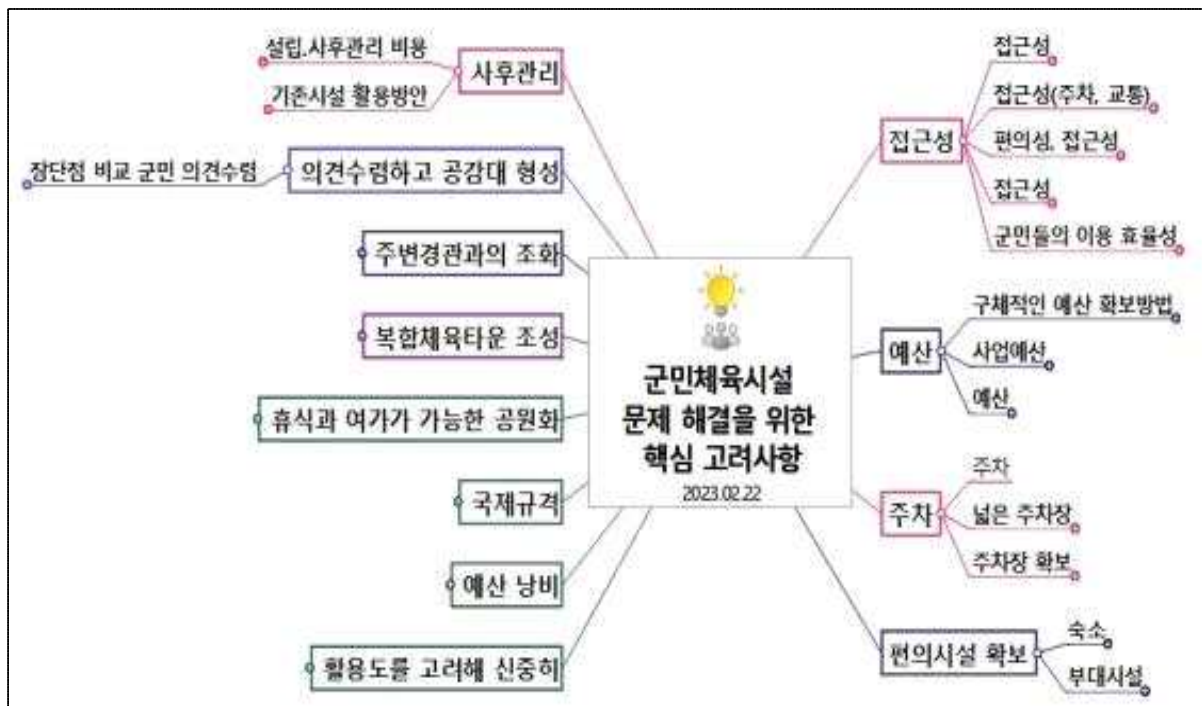 군민체육시설
문제 해결을 위한
핵심 고려사항
2023.02.22
접근성
접근성
접근성(주차, 교통)
편의성, 접근성
접근성
군민들의 이용 효율성
예산
구체적인 예산 확보방법
사업예산
예산
주차
주차
넓은 주차장
주차장 확보
편의시설 확보
숙소
부대시설
사후관리
설립.사후관리 비용
기존시설 활용방안
의견수렴하고 공감대 형성
장단점 비교 군민 의견수렴
주변경관과의 조화
복합체육타운 조성
휴식과 여가가 가능한 공원화
국제규격
예산 낭비
활용도를 고려해 신중히